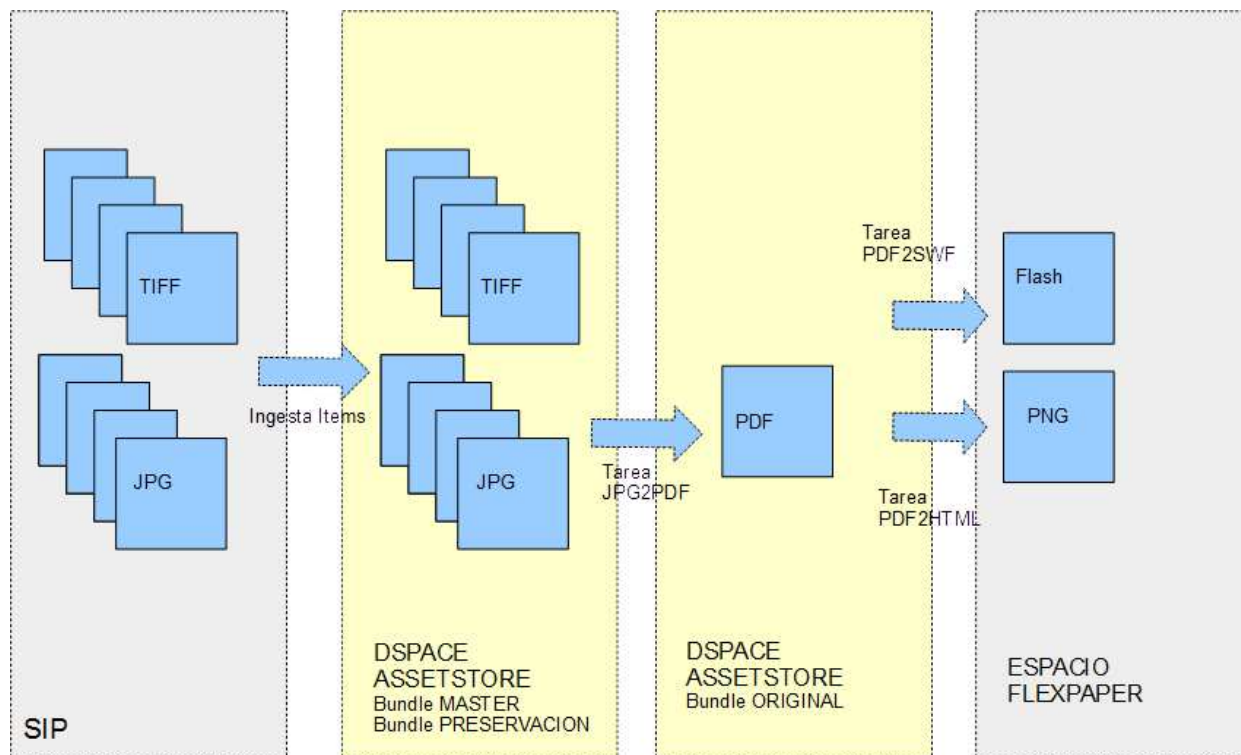 TIFF
JPG
SIP
Ingesta Items
TIFF
JPG
DSPACE
ASSETSTORE
Bundle MASTER
Bundle PRESERVACION
Tarea
JPG2PDF
PDF
DSPACE
ASSETSTORE
Bundle ORIGINAL
Tarea
PDF2SWF
Tarea
PDF2HTML
Flash
PNG
ESPACIO
FLEXPAPER